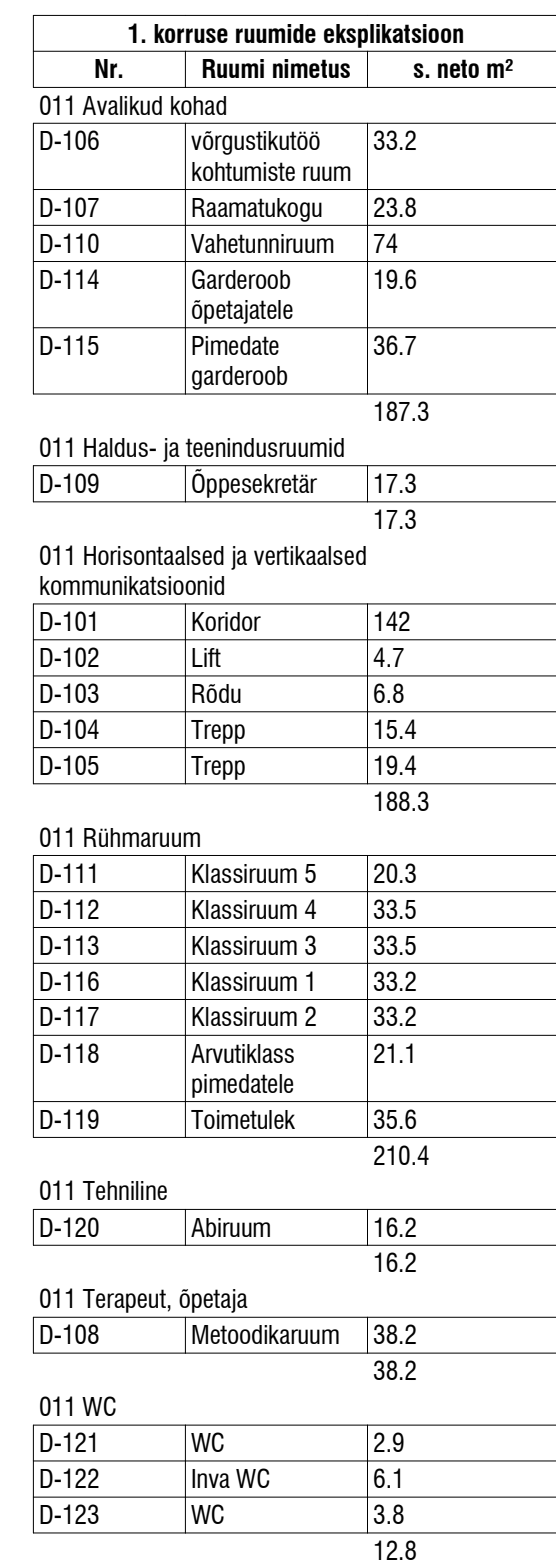 1. korruse ruumide eksplikatsioon
Nr. Ruumi nimetus s. neto m²
011 Avalikud kohad
D-106 võrgustikutöö 33.2
kohtumiste ruum
D-107 Raamatukogu 23.8
D-110 Vahetunniruum 74
D-114 Garderoob 19.6
õpetajatele
D-115 Pimedate 36.7
garderoob
187.3
011 Haldus- ja teenindusruumid
D-109 Õppesekretär 17.3
17.3
011 Horisontaalsed ja vertikaalsed
kommunikatsioonid
D-101 Koridor 142
D-102 Lift 4.7
D-103 Rõdu 6.8
D-104 Trepp 15.4
D-105 Trepp 19.4
188.3
011 Rühmaruum
D-111 Klassiruum 5 20.3
D-112 Klassiruum 4 33.5
D-113 Klassiruum 3 33.5
D-116 Klassiruum 1 33.2
D-117 Klassiruum 2 33.2
D-118 Arvutiklass 21.1
pimedatele
D-119 Toimetulek 35.6
210.4
011 Tehniline
D-120 Abiruum 16.2
16.2
011 Terapeut, õpetaja
D-108 Metoodikaruum 38.2
38.2
011 WC
D-121 WC 2.9
D-122 Inva WC 6.1
D-123 WC 3.8
12.8